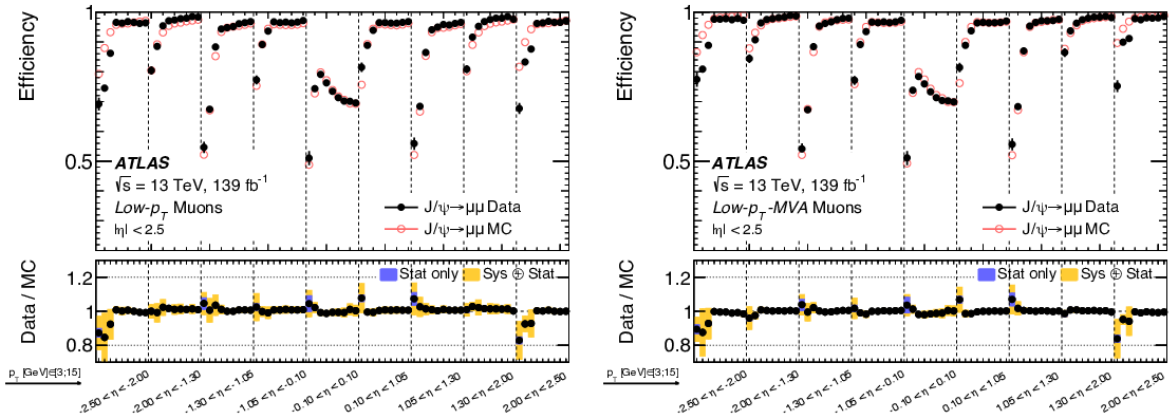 Efficiency
1
0.5
ATLAS
√s = 13 TeV, 139 fb⁻¹
Low-p_T Muons
|η| < 2.5
J/ψ→μμ Data
J/ψ→μμ MC
Data / MC
1.2
1
0.8
Stat only
Sys ⊕ Stat
p_T [GeV]∈[3;15]
-2.50 < η < -2.00
-2.00 < η < -1.30
-1.30 < η < -1.05
-1.05 < η < -0.10
-0.10 < η < 0.10
0.10 < η < 1.05
1.05 < η < 1.30
1.30 < η < 2.00
2.00 < η < 2.50
Efficiency
1
0.5
ATLAS
√s = 13 TeV, 139 fb⁻¹
Low-p_T-MVA Muons
|η| < 2.5
J/ψ→μμ Data
J/ψ→μμ MC
Data / MC
1.2
1
0.8
Stat only
Sys ⊕ Stat
p_T [GeV]∈[3;15]
-2.50 < η < -2.00
-2.00 < η < -1.30
-1.30 < η < -1.05
-1.05 < η < -0.10
-0.10 < η < 0.10
0.10 < η < 1.05
1.05 < η < 1.30
1.30 < η < 2.00
2.00 < η < 2.50